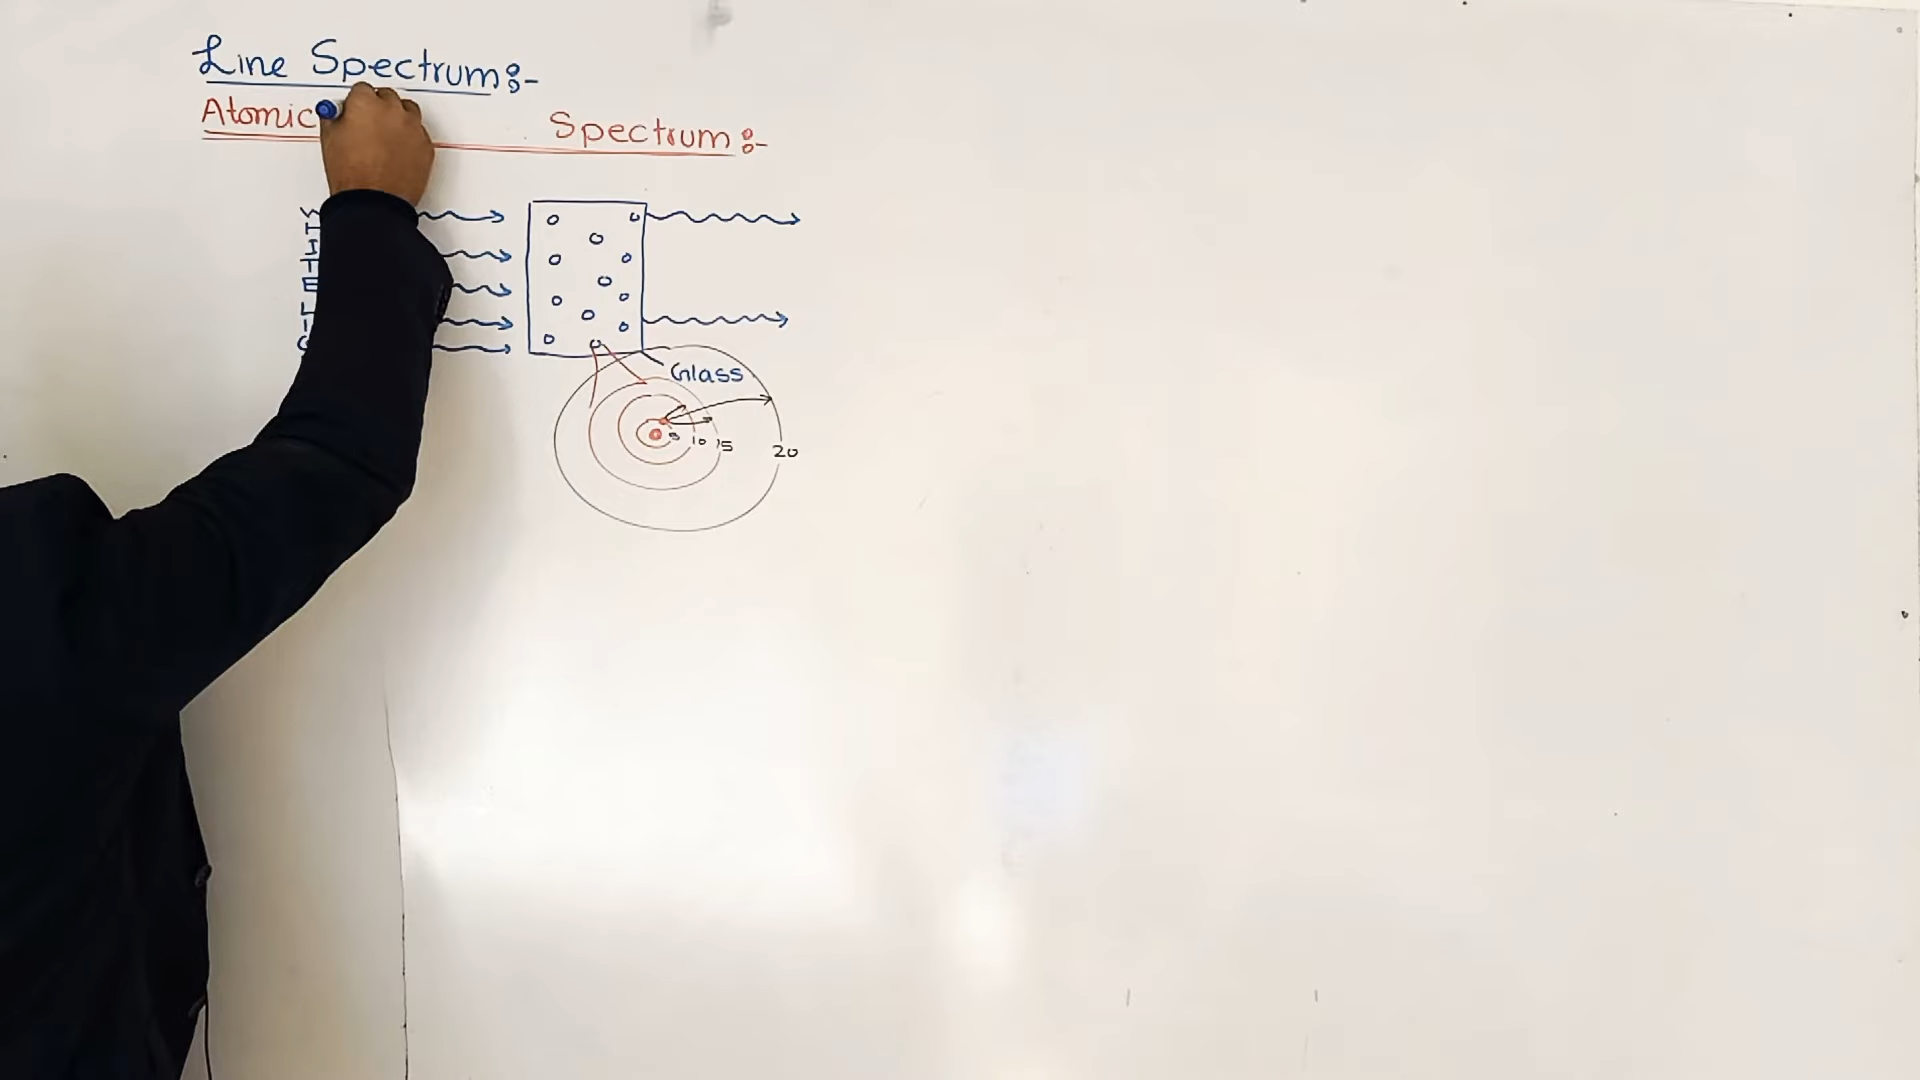 Line Spectrum:-
Atomic Spectrum:-
W
H
I
T
E
L
I
G
Glass
10 15
20